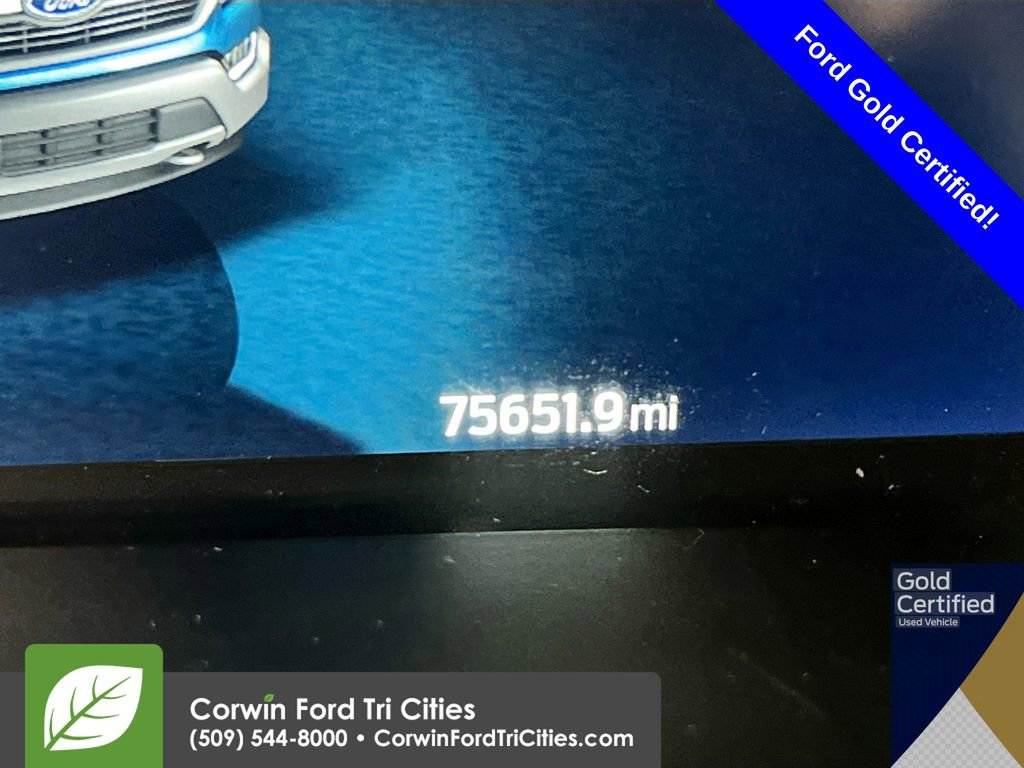 Ford
Ford Gold Certified!
75651.9 mi
Gold
Certified
Used Vehicle
Corwin Ford Tri Cities
(509) 544-8000 • CorwinFordTriCities.com